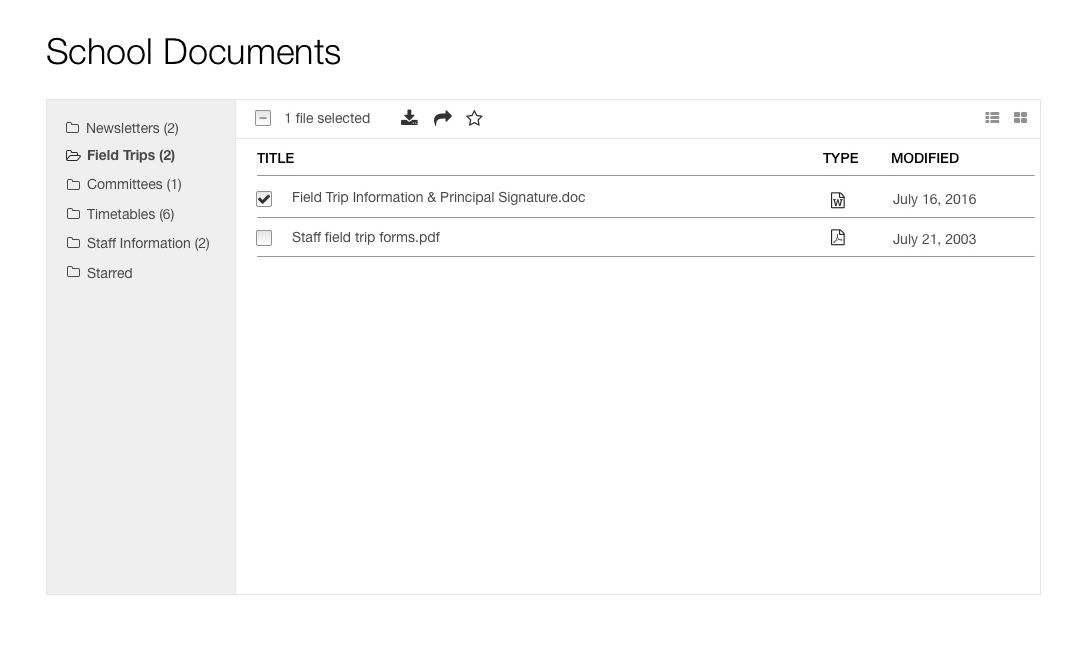 School Documents
Newsletters (2)
Field Trips (2)
Committees (1)
Timetables (6)
Staff Information (2)
Starred
1 file selected
TITLE TYPE MODIFIED
Field Trip Information & Principal Signature.doc W July 16, 2016
Staff field trip forms.pdf July 21, 2003